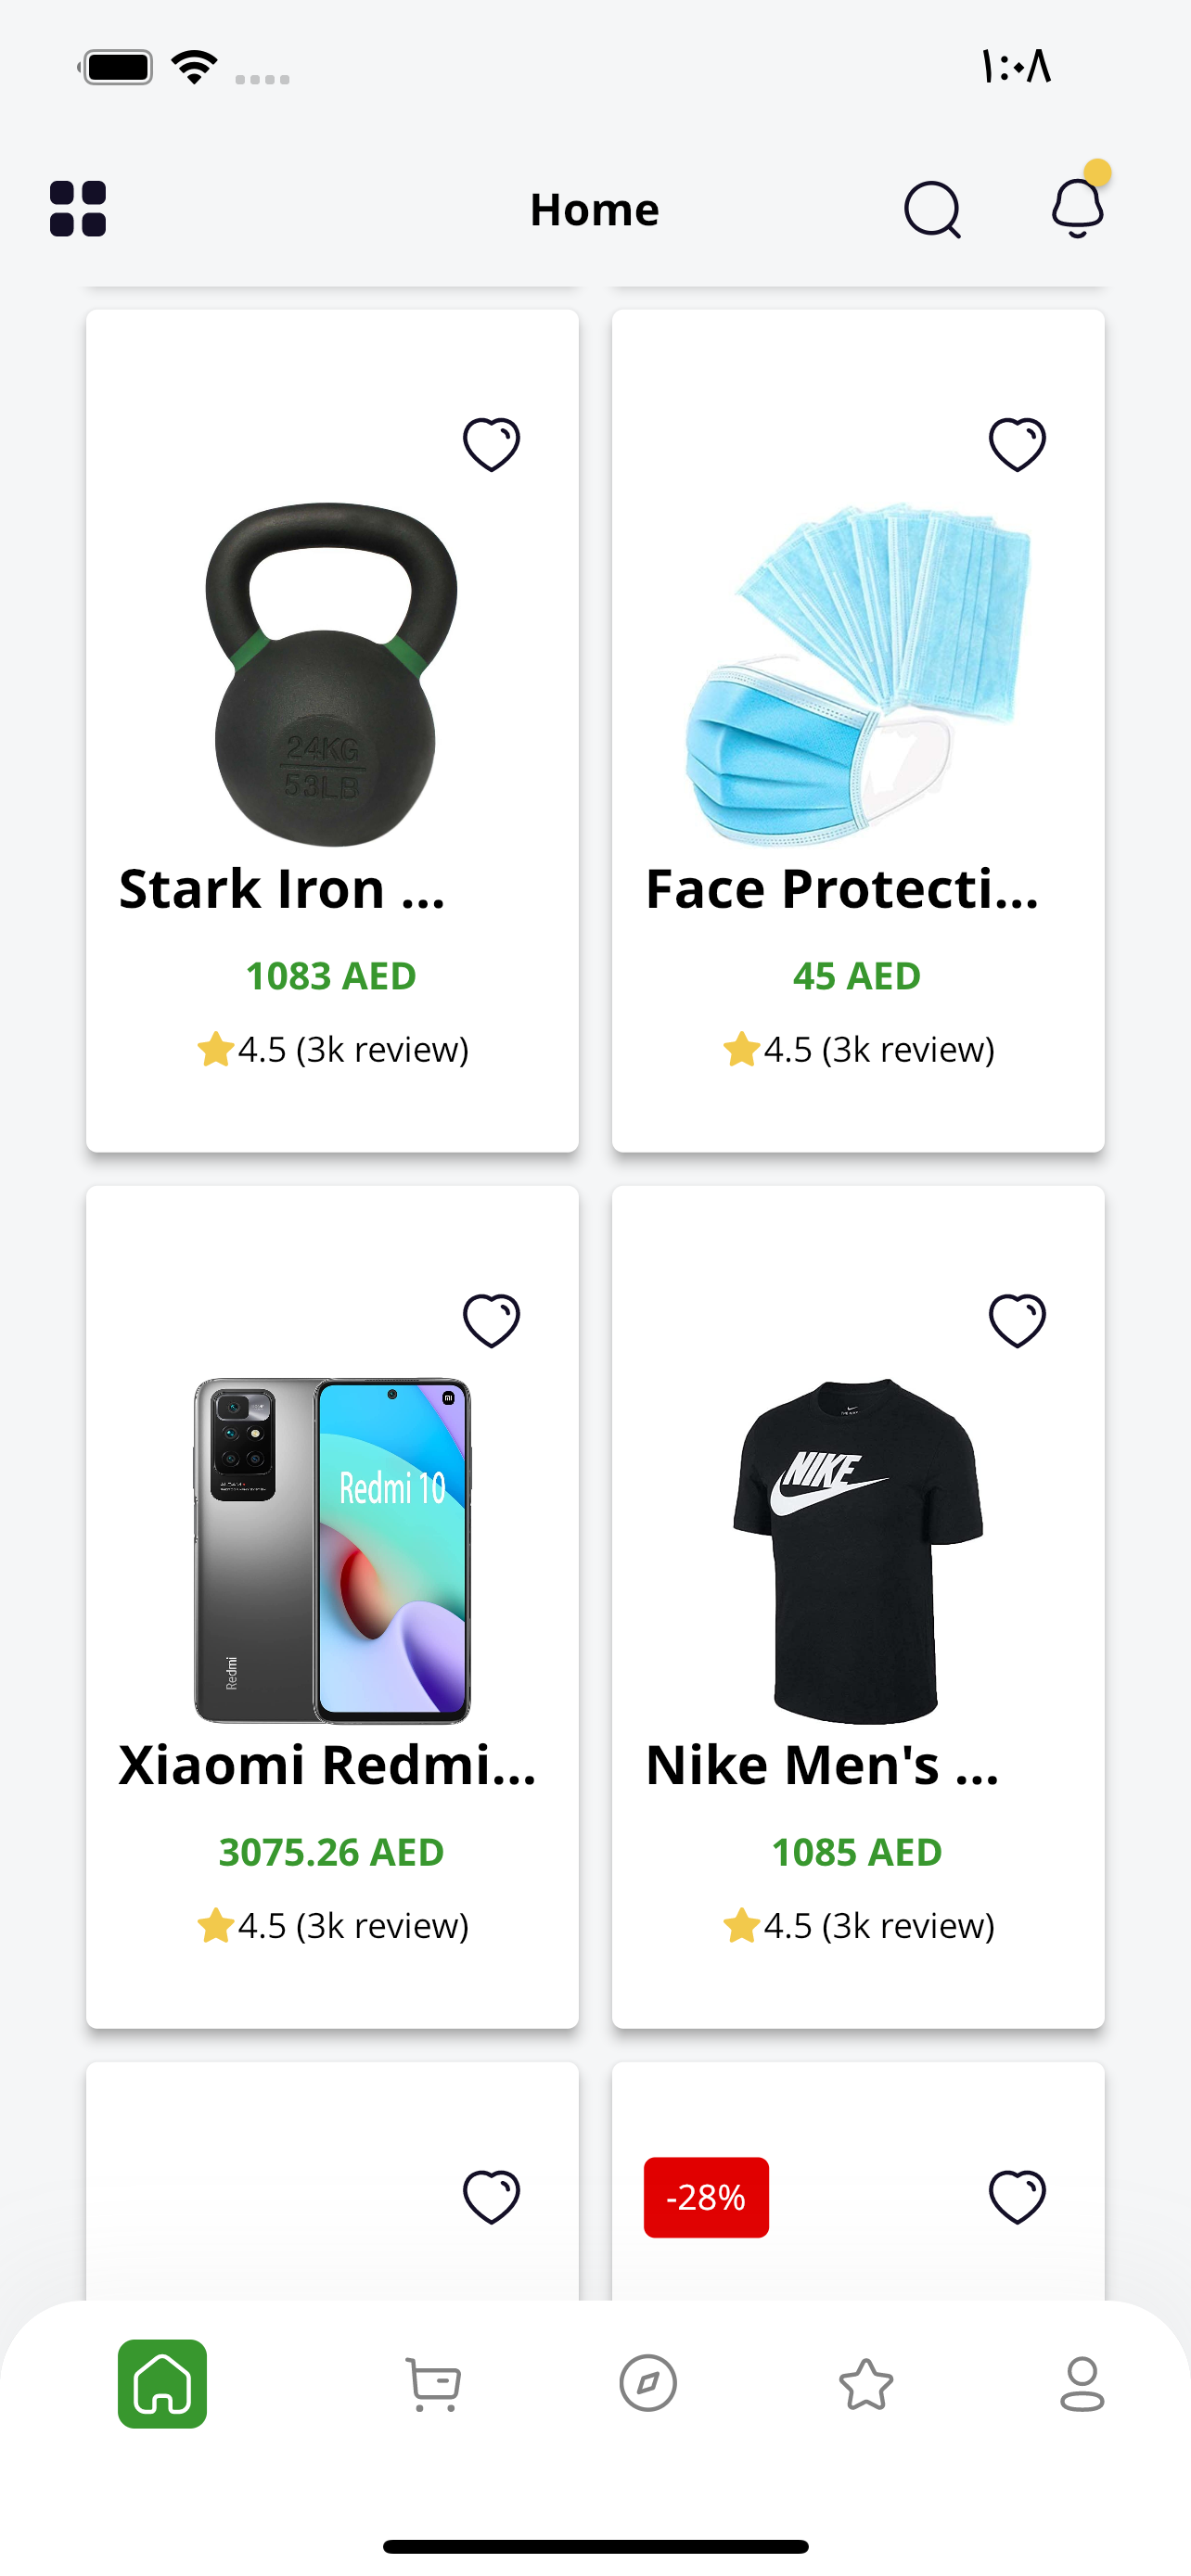 ١:٠٨
Home
24KG
53LB
Stark Iron ...
Face Protecti...
1083 AED
45 AED
4.5 (3k review)
4.5 (3k review)
Redmi 10
Redmi
NIKE
Xiaomi Redmi...
Nike Men's ...
3075.26 AED
1085 AED
4.5 (3k review)
4.5 (3k review)
-28%